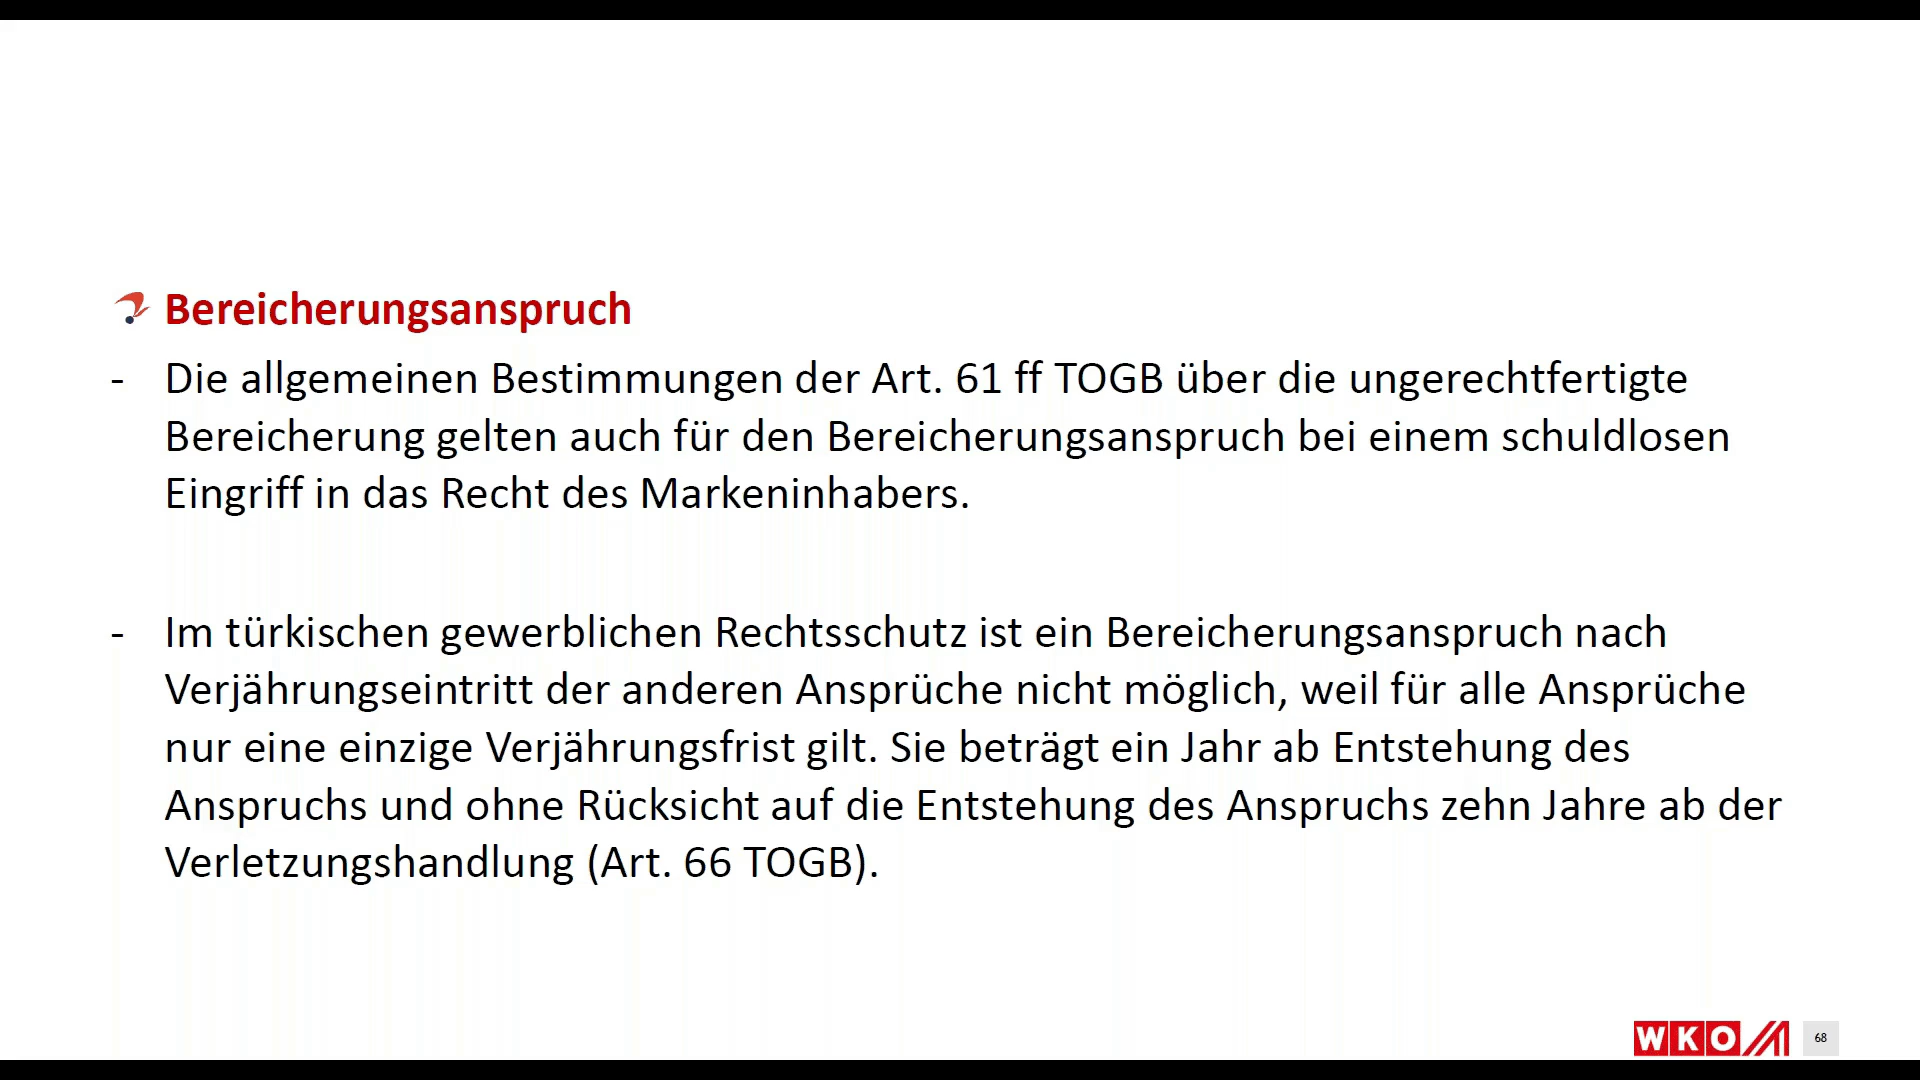 Bereicherungsanspruch
- Die allgemeinen Bestimmungen der Art. 61 ff TOGB über die ungerechtfertigte
Bereicherung gelten auch für den Bereicherungsanspruch bei einem schuldlosen
Eingriff in das Recht des Markeninhabers.
- Im türkischen gewerblichen Rechtsschutz ist ein Bereicherungsanspruch nach
Verjährungseintritt der anderen Ansprüche nicht möglich, weil für alle Ansprüche
nur eine einzige Verjährungsfrist gilt. Sie beträgt ein Jahr ab Entstehung des
Anspruchs und ohne Rücksicht auf die Entstehung des Anspruchs zehn Jahre ab der
Verletzungshandlung (Art. 66 TOGB).
WKO
68